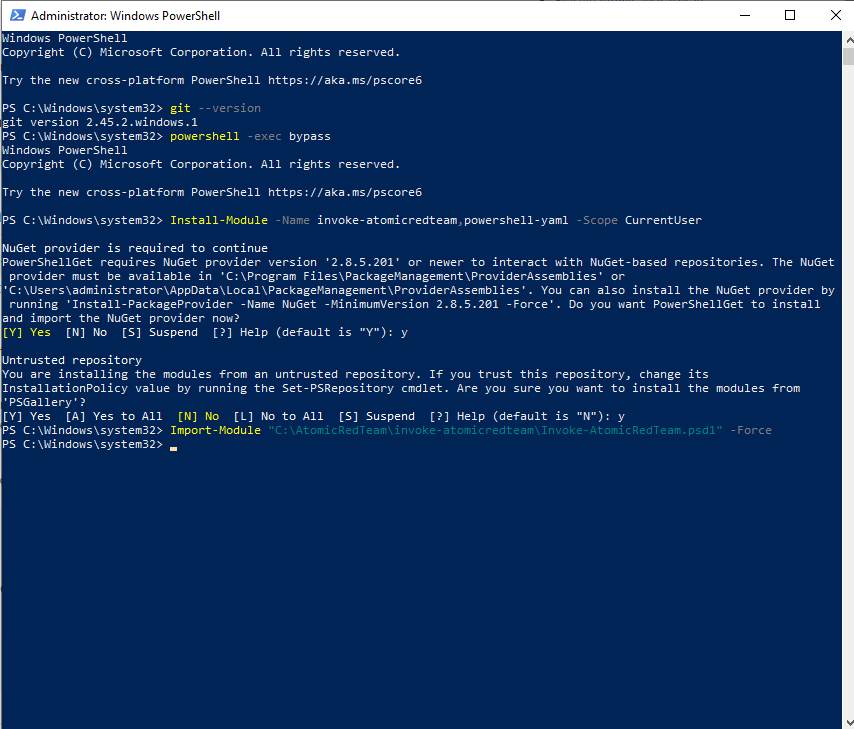 Administrator: Windows PowerShell
Windows PowerShell
Copyright (C) Microsoft Corporation. All rights reserved.
Try the new cross-platform PowerShell https://aka.ms/pscore6
PS C:\Windows\system32> git --version
git version 2.45.2.windows.1
PS C:\Windows\system32> powershell -exec bypass
Windows PowerShell
Copyright (C) Microsoft Corporation. All rights reserved.
Try the new cross-platform PowerShell https://aka.ms/pscore6
PS C:\Windows\system32> Install-Module -Name invoke-atomicredteam,powershell-yaml -Scope CurrentUser
NuGet provider is required to continue
PowerShellGet requires NuGet provider version '2.8.5.201' or newer to interact with NuGet-based repositories. The NuGet
 provider must be available in 'C:\Program Files\PackageManagement\ProviderAssemblies' or
'C:\Users\administrator\AppData\Local\PackageManagement\ProviderAssemblies'. You can also install the NuGet provider by
 running 'Install-PackageProvider -Name NuGet -MinimumVersion 2.8.5.201 -Force'. Do you want PowerShellGet to install
and import the NuGet provider now?
[Y] Yes  [N] No  [S] Suspend  [?] Help (default is "Y"): y
Untrusted repository
You are installing the modules from an untrusted repository. If you trust this repository, change its
InstallationPolicy value by running the Set-PSRepository cmdlet. Are you sure you want to install the modules from
'PSGallery'?
[Y] Yes  [A] Yes to All  [N] No  [L] No to All  [S] Suspend  [?] Help (default is "N"): y
PS C:\Windows\system32> Import-Module "C:\AtomicRedTeam\invoke-atomicredteam\Invoke-AtomicRedTeam.psd1" -Force
PS C:\Windows\system32>